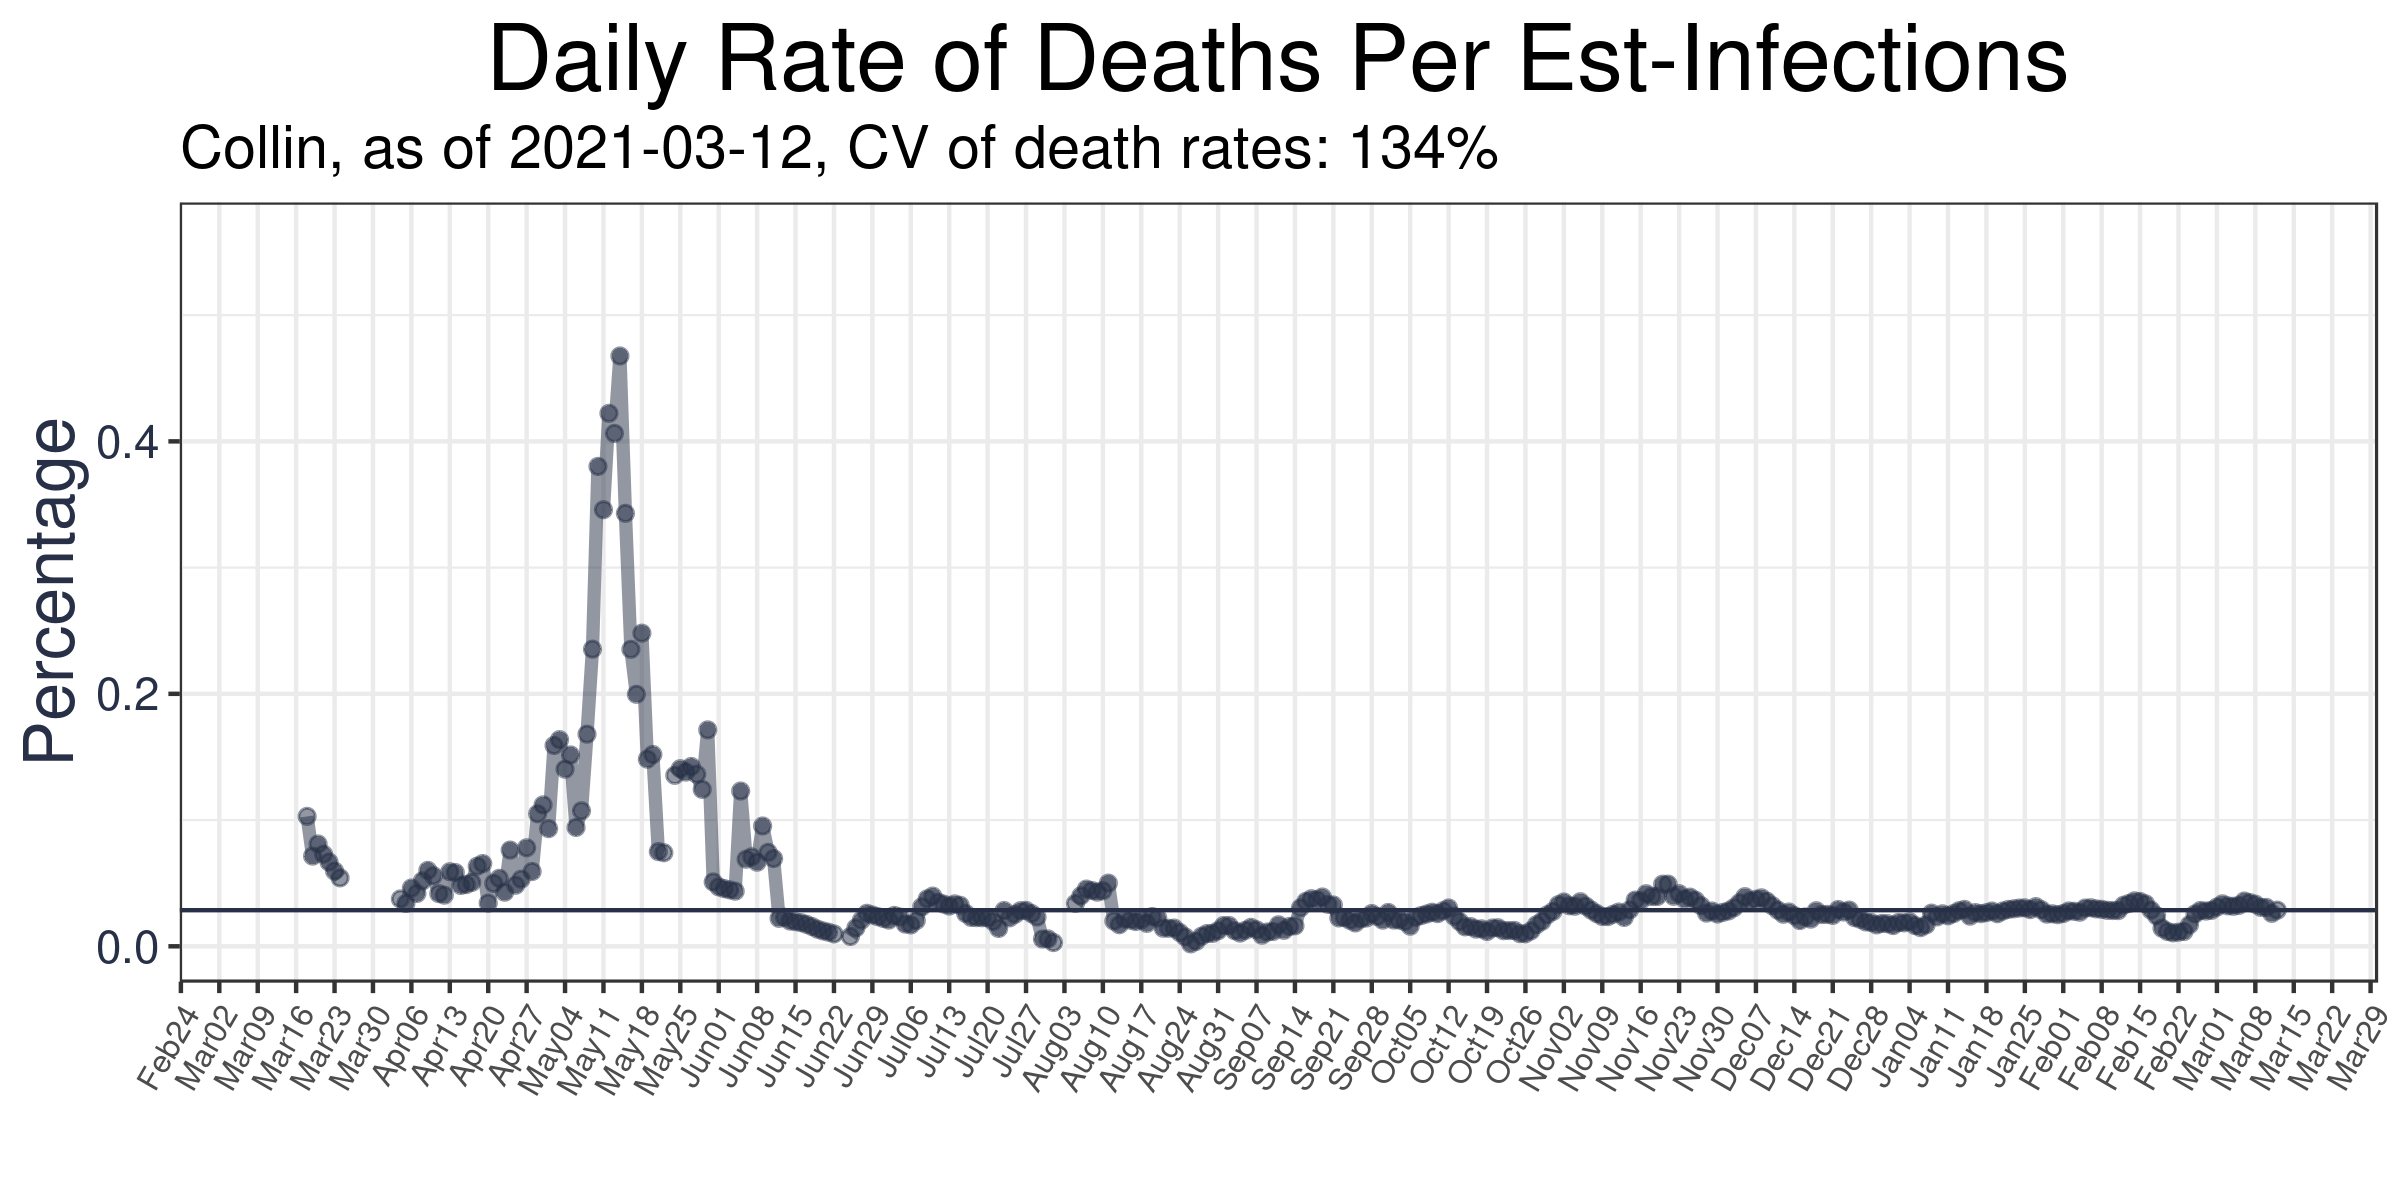 Daily Rate of Deaths Per Est-Infections
Collin, as of 2021-03-12, CV of death rates: 134%
Percentage
0.4
0.2
0.0
Feb24
Mar02
Mar09
Mar16
Mar23
Mar30
Apr06
Apr13
Apr20
Apr27
May04
May11
May18
May25
Jun01
Jun08
Jun15
Jun22
Jun29
Jul06
Jul13
Jul20
Jul27
Aug03
Aug10
Aug17
Aug24
Aug31
Sep07
Sep14
Sep21
Sep28
Oct05
Oct12
Oct19
Oct26
Nov02
Nov09
Nov16
Nov23
Nov30
Dec07
Dec14
Dec21
Dec28
Jan04
Jan11
Jan18
Jan25
Feb01
Feb08
Feb15
Feb22
Mar01
Mar08
Mar15
Mar22
Mar29